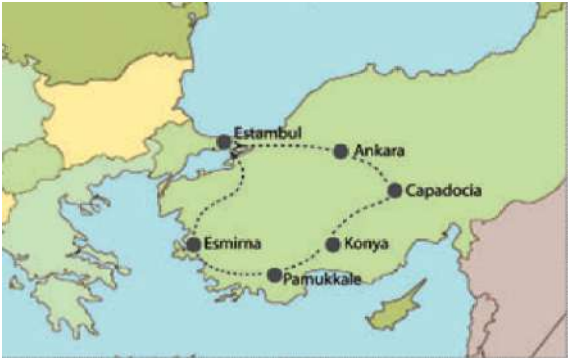 Estambul
Ankara
Capadocia
Esmirna
Konya
Pamukkale